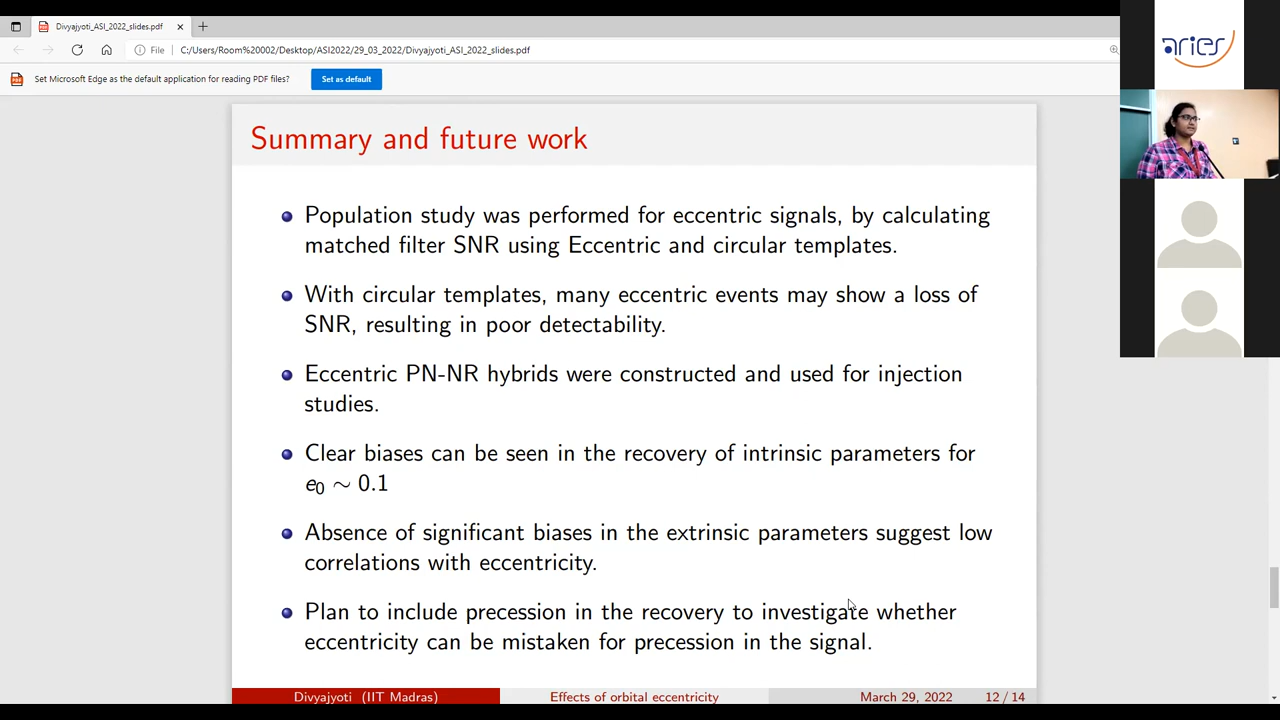 Divyajyoti_ASI_2022_slides.pdf
File
C:/Users/Room%20002/Desktop/ASI2022/29_03_2022/Divyajyoti_ASI_2022_slides.pdf
Set Microsoft Edge as the default application for reading PDF files?
Set as default
aries
Summary and future work
Population study was performed for eccentric signals, by calculating
matched filter SNR using Eccentric and circular templates.
With circular templates, many eccentric events may show a loss of
SNR, resulting in poor detectability.
Eccentric PN-NR hybrids were constructed and used for injection
studies.
Clear biases can be seen in the recovery of intrinsic parameters for
e₀ ∼ 0.1
Absence of significant biases in the extrinsic parameters suggest low
correlations with eccentricity.
Plan to include precession in the recovery to investigate whether
eccentricity can be mistaken for precession in the signal.
Divyajyoti (IIT Madras)
Effects of orbital eccentricity
March 29, 2022
12 / 14